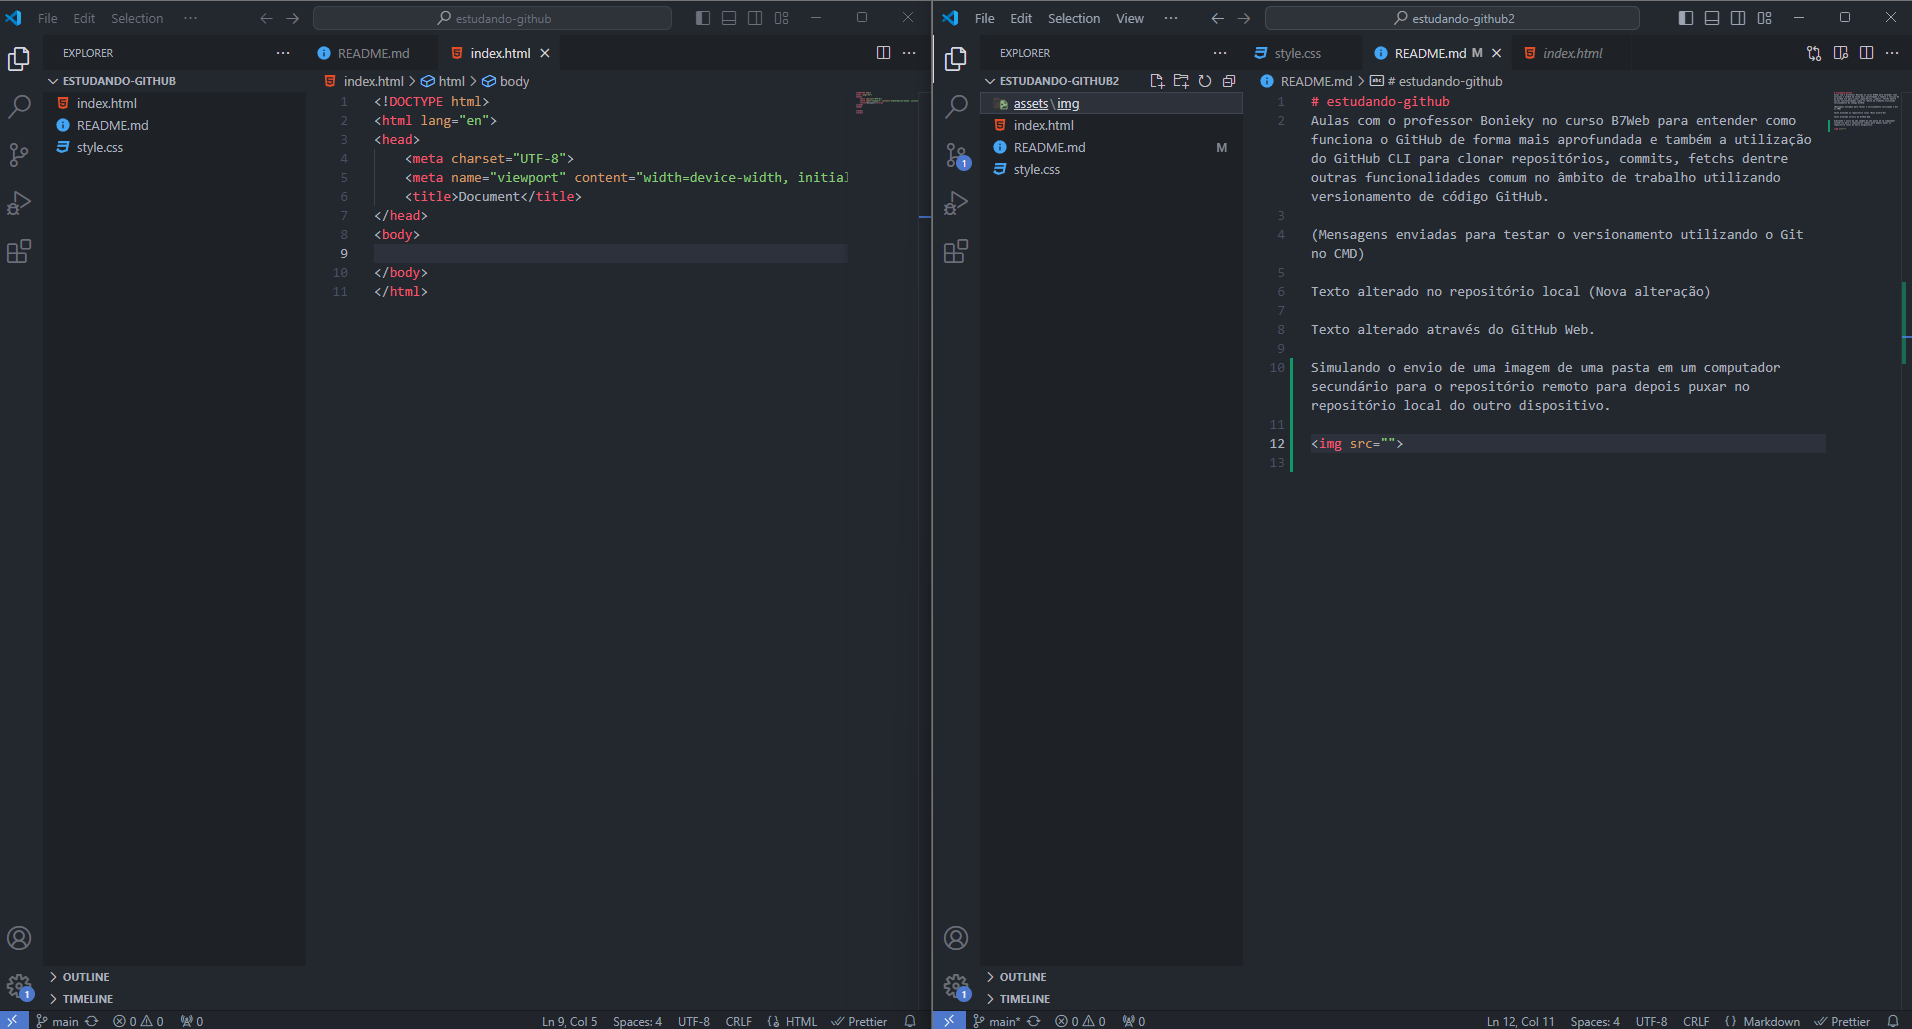 File Edit Selection ··· estudando-github
EXPLORER ···
ESTUDANDO-GITHUB
index.html
README.md
style.css
README.md index.html
index.html > html > body
1 <!DOCTYPE html>
2 <html lang="en">
3 <head>
4 <meta charset="UTF-8">
5 <meta name="viewport" content="width=device-width, initial
6 <title>Document</title>
7 </head>
8 <body>
9
10 </body>
11 </html>
OUTLINE
TIMELINE
1
main 0 0 0 Ln 9, Col 5 Spaces: 4 UTF-8 CRLF {} HTML Prettier
File Edit Selection View ··· estudando-github2
EXPLORER ···
ESTUDANDO-GITHUB2
assets\img
index.html
README.md M
style.css
1
style.css README.md M index.html
README.md > abc # estudando-github
1 # estudando-github
2 Aulas com o professor Bonieky no curso B7Web para entender como
funciona o GitHub de forma mais aprofundada e também a utilização
do GitHub CLI para clonar repositórios, commits, fetchs dentre
outras funcionalidades comum no âmbito de trabalho utilizando
versionamento de código GitHub.
3
4 (Mensagens enviadas para testar o versionamento utilizando o Git
no CMD)
5
6 Texto alterado no repositório local (Nova alteração)
7
8 Texto alterado através do GitHub Web.
9
10 Simulando o envio de uma imagem de uma pasta em um computador
secundário para o repositório remoto para depois puxar no
repositório local do outro dispositivo.
11
12 <img src="">
13
OUTLINE
TIMELINE
1
main* 0 0 0 Ln 12, Col 11 Spaces: 4 UTF-8 CRLF {} Markdown Prettier